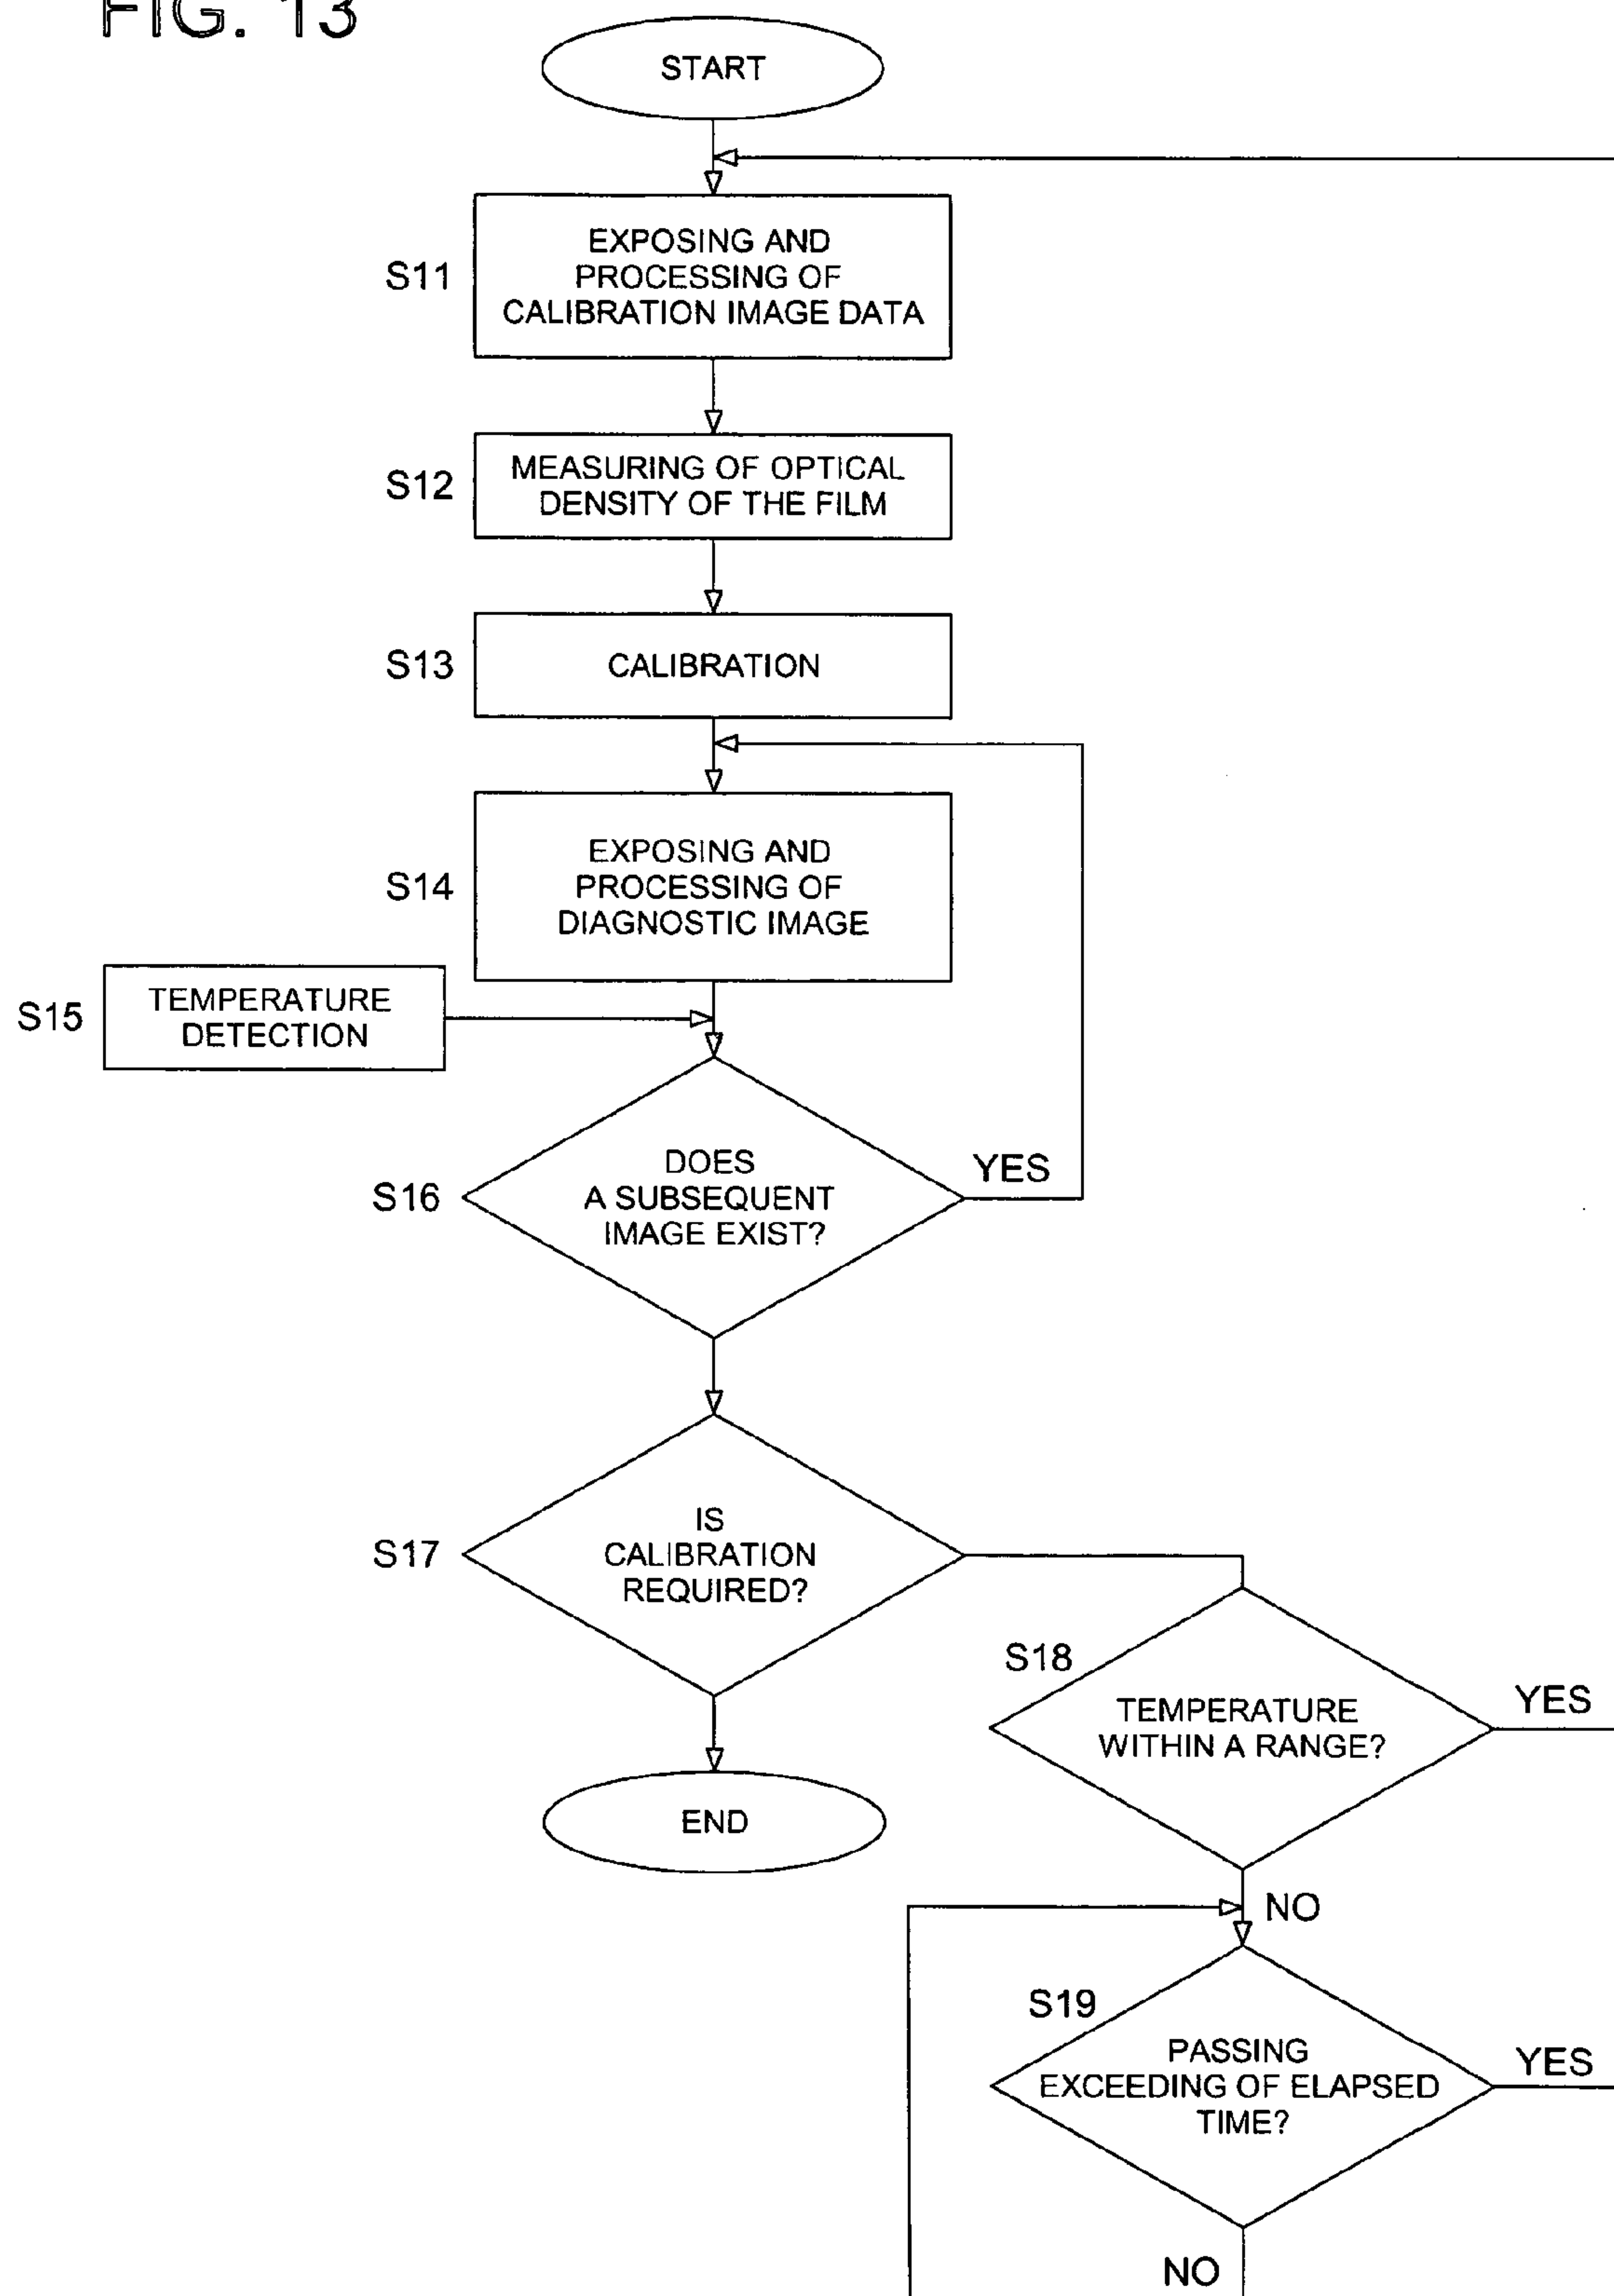 FIG. 13
START
S11
EXPOSING AND
PROCESSING OF
CALIBRATION IMAGE DATA
S12
MEASURING OF OPTICAL
DENSITY OF THE FILM
S13
CALIBRATION
S14
EXPOSING AND
PROCESSING OF
DIAGNOSTIC IMAGE
S15
TEMPERATURE
DETECTION
S16
DOES
A SUBSEQUENT
IMAGE EXIST?
YES
S17
IS
CALIBRATION
REQUIRED?
S18
TEMPERATURE
WITHIN A RANGE?
YES
END
NO
S19
PASSING
EXCEEDING OF ELAPSED
TIME?
YES
NO